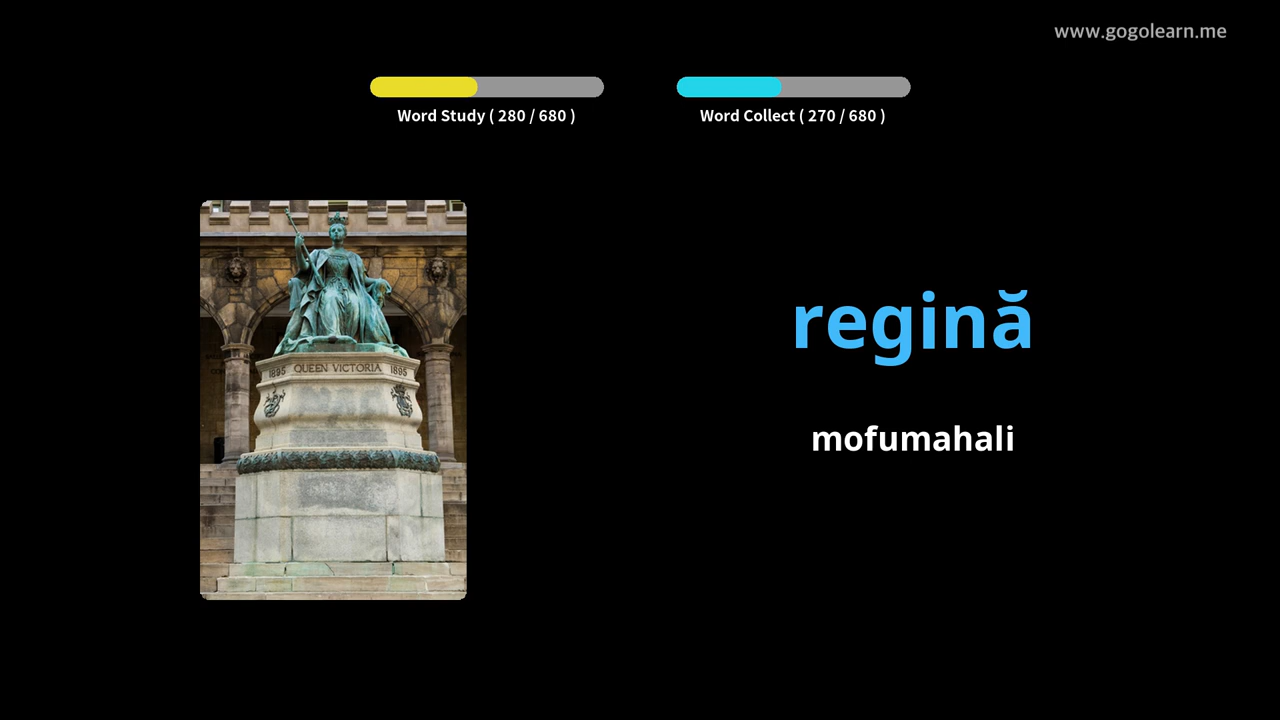 www.gogolearn.me
Word Study ( 280 / 680 )
Word Collect ( 270 / 680 )
1895 QUEEN VICTORIA 1895
regină
mofumahali